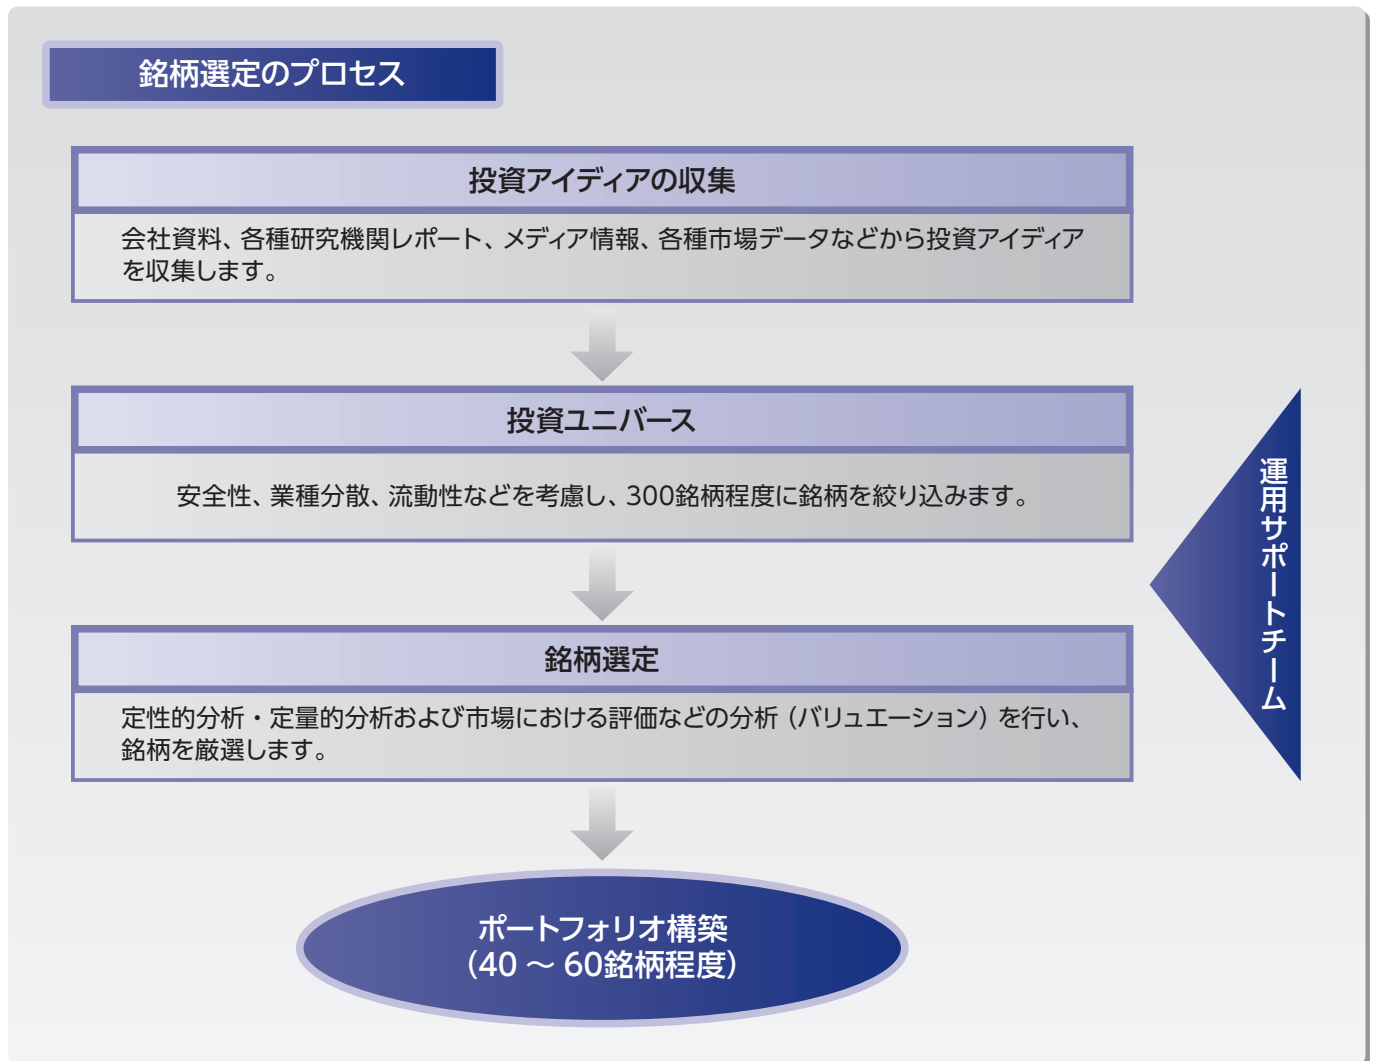 銘柄選定のプロセス
投資アイディアの収集
会社資料、各種研究機関レポート、メディア情報、各種市場データなどから投資アイディア
を収集します。
投資ユニバース
安全性、業種分散、流動性などを考慮し、300銘柄程度に銘柄を絞り込みます。
銘柄選定
定性的分析・定量的分析および市場における評価などの分析（バリュエーション）を行い、
銘柄を厳選します。
運用サポートチーム
ポートフォリオ構築
（40 ～ 60銘柄程度）